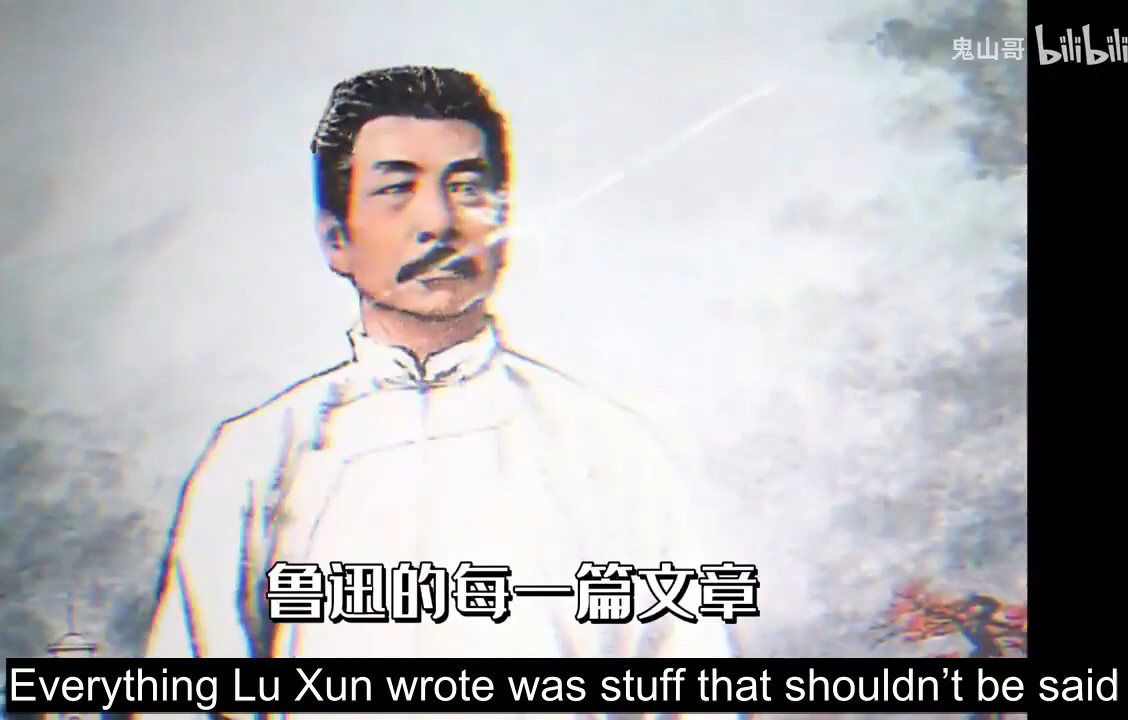 鬼山哥 bilibili
鲁迅的每一篇文章
Everything Lu Xun wrote was stuff that shouldn’t be said